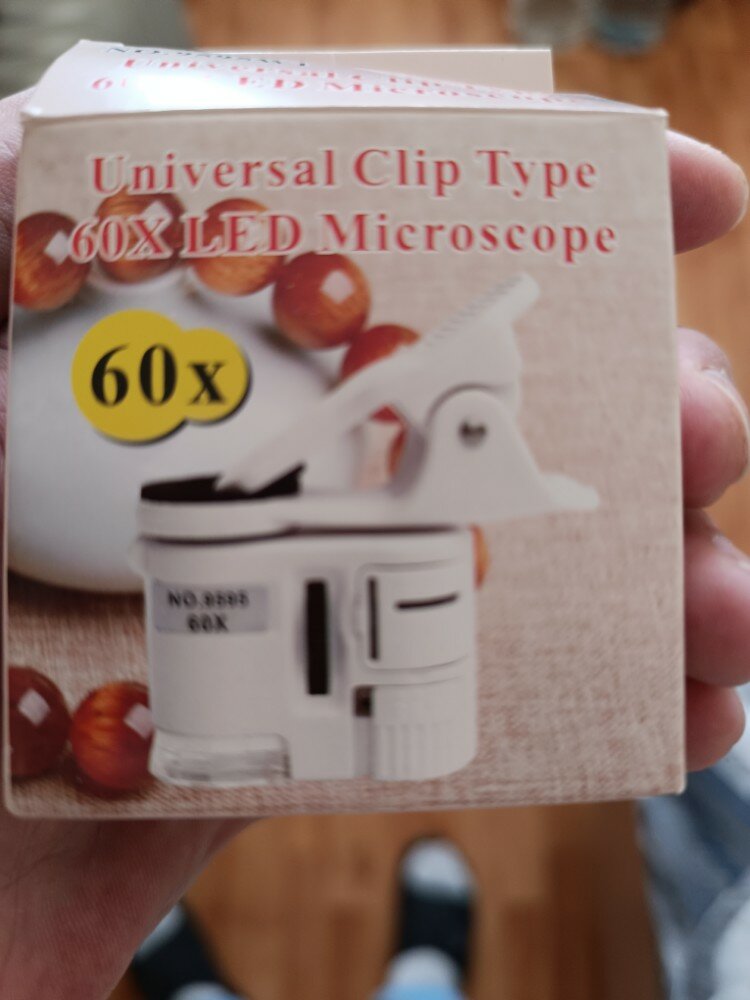 Universal Clip Type
60X LED Microscope
60x
60X